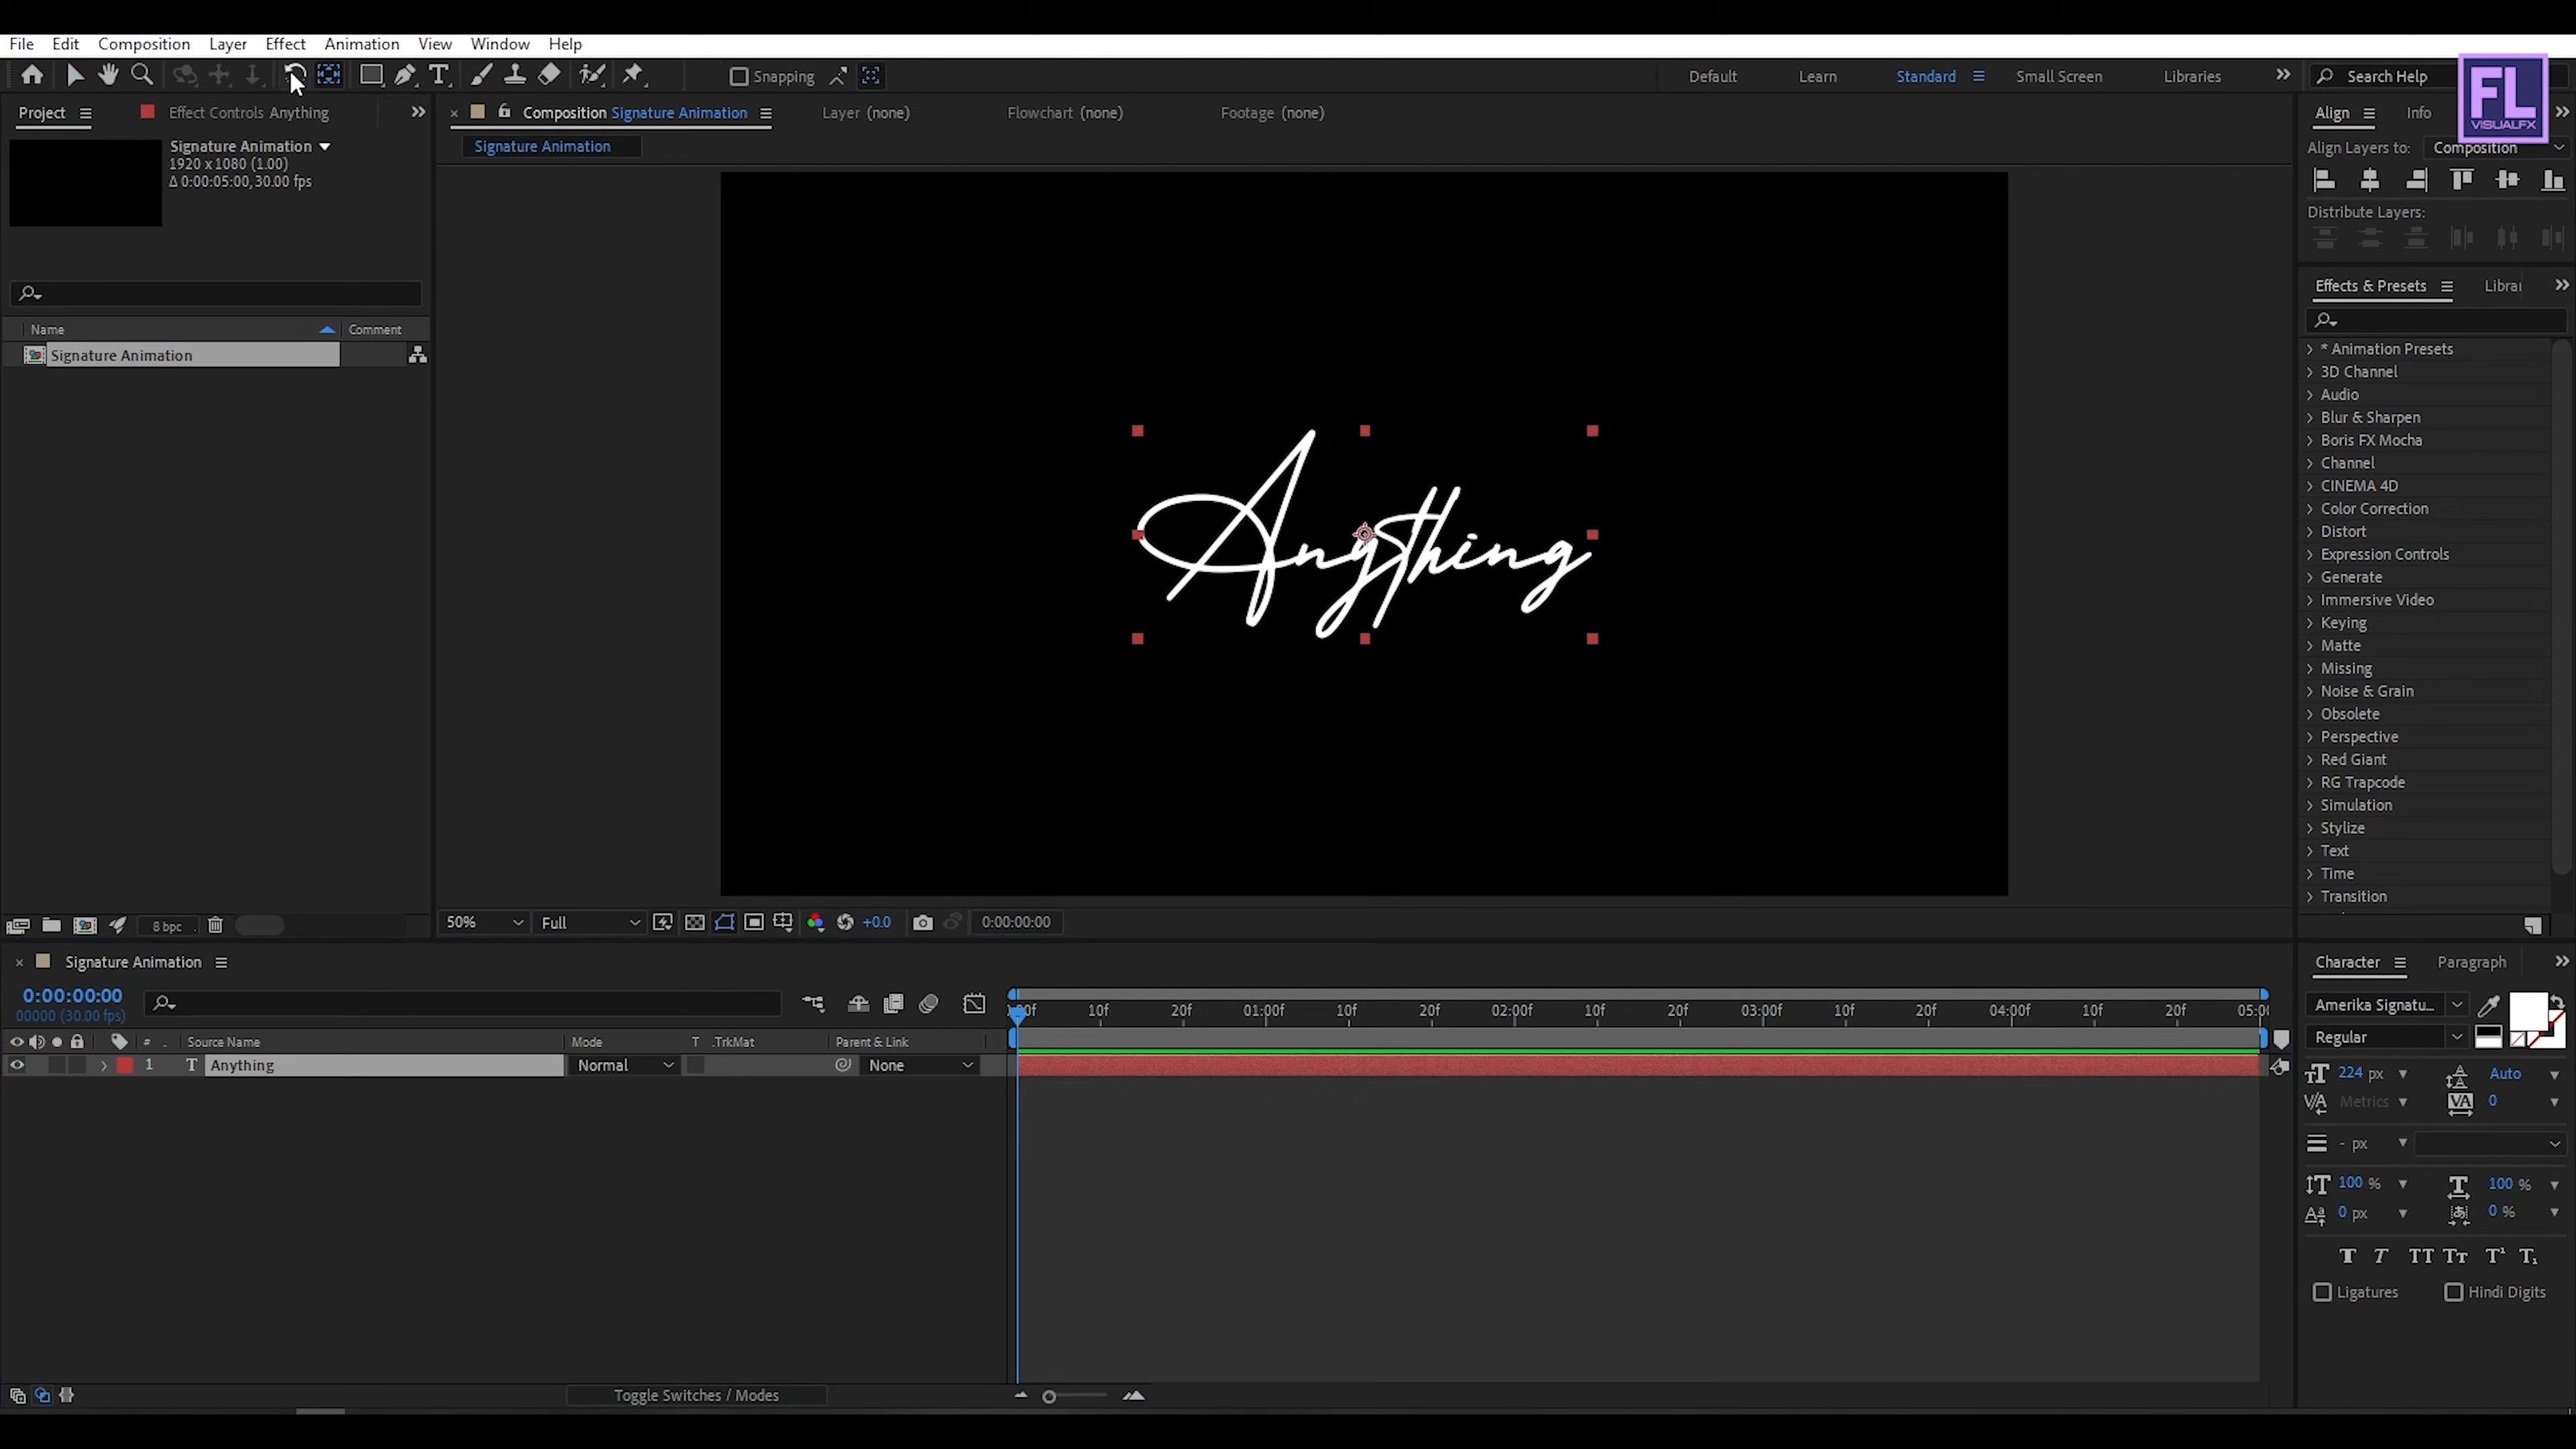 File Edit Composition Layer Effect Animation View Window Help
Snapping
Default Learn Standard Small Screen Libraries
Search Help
FL
VISUALFX
Project Effect Controls Anything
Composition Signature Animation Layer (none) Flowchart (none) Footage (none)
Align Info
Signature Animation
1920 x 1080 (1.00)
Δ 0:00:05:00, 30.00 fps
Signature Animation
Align Layers to: Composition
Distribute Layers:
Name Comment
Signature Animation
Anything
Effects & Presets
* Animation Presets
3D Channel
Audio
Blur & Sharpen
Boris FX Mocha
Channel
CINEMA 4D
Color Correction
Distort
Expression Controls
Generate
Immersive Video
Keying
Matte
Missing
Noise & Grain
Obsolete
Perspective
Red Giant
RG Trapcode
Simulation
Stylize
Text
Time
Transition
8 bpc
50% Full +0.0 0:00:00:00
Signature Animation
0:00:00:00
00000 (30.00 fps)
10f 20f 01:00f 10f 20f 02:00f 10f 20f 03:00f 10f 20f 04:00f 10f 20f
# Source Name Mode T .TrkMat Parent & Link
1 T Anything Normal None
Toggle Switches / Modes
Character Paragraph
Amerika Signatu...
Regular
224 px Auto
Metrics 0
- px
100 % 100 %
0 px 0 %
T T TT Tт T¹ T₁
Ligatures Hindi Digits